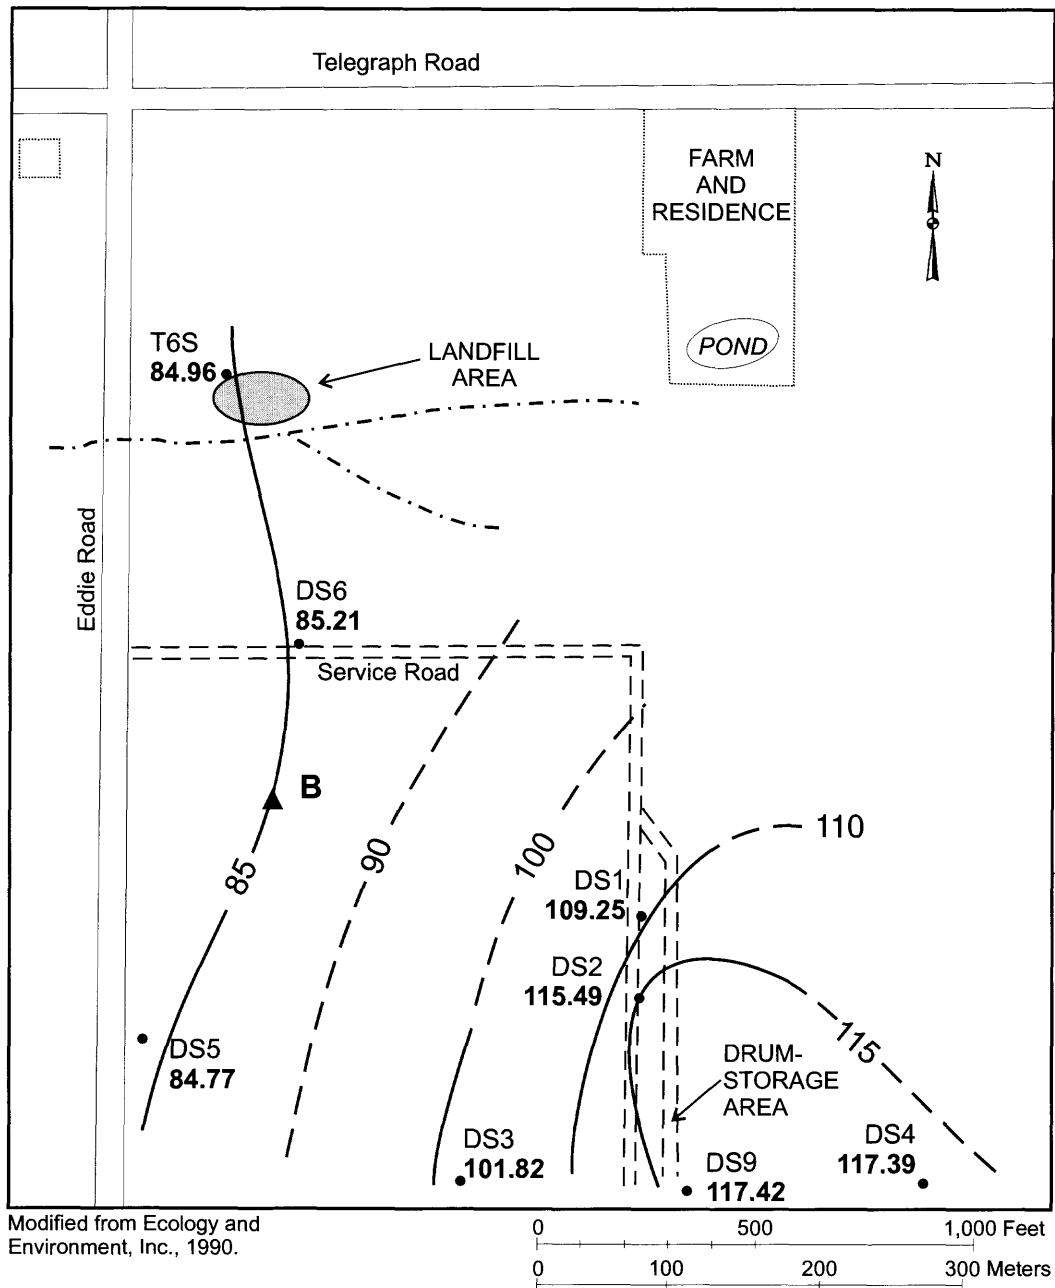 Telegraph Road
FARM
AND
RESIDENCE
N
POND
T6S
84.96
LANDFILL
AREA
Eddie Road
DS6
85.21
Service Road
B
85
90
100
110
DS1
109.25
DS2
115.49
115
DS5
84.77
DRUM-
STORAGE
AREA
DS3
101.82
DS9
117.42
DS4
117.39
Modified from Ecology and
Environment, Inc., 1990.
0 500 1,000 Feet
0 100 200 300 Meters